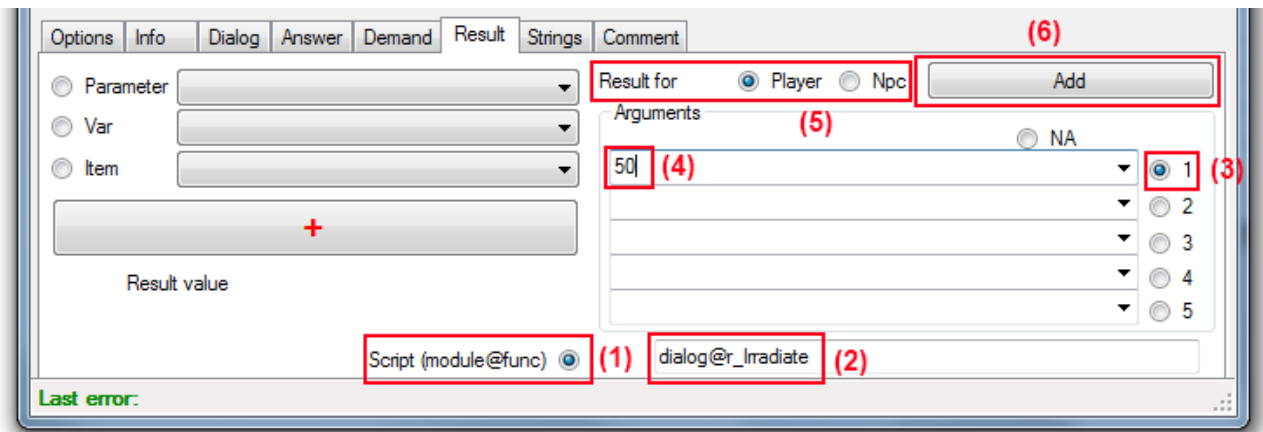 Options Info Dialog Answer Demand Result Strings Comment
(6)
Parameter
Result for Player Npc
Add
Var
Arguments
(5)
NA
Item
50 (4)
1 (3)
+
2
3
Result value
4
5
Script (module@func) (1) dialog@r_Irradiate (2)
Last error: